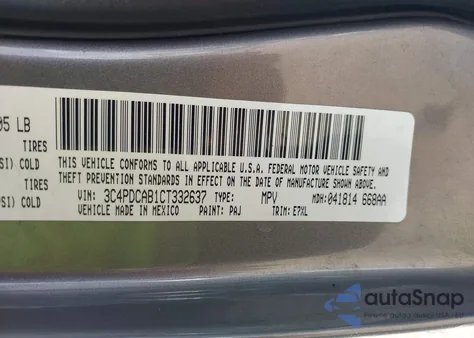 05 LB
TIRES
SI) COLD
TIRES
SI) COLD
THIS VEHICLE CONFORMS TO ALL APPLICABLE U.S.A. FEDERAL MOTOR VEHICLE SAFETY AND
THEFT PREVENTION STANDARDS IN EFFECT ON THE DATE OF MANUFACTURE SHOWN ABOVE.
VIN: 3C4PDCAB1CT332637 TYPE: MPV MDH: 041814 668AA
VEHICLE MADE IN MEXICO PAINT: PAJ TRIM: E7XL
autoSnap